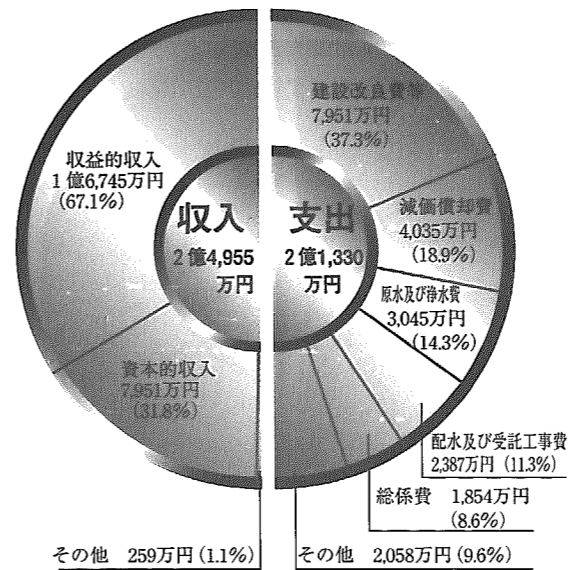 収入
2億4,955
万円
収益的収入
1億6,745万円
(67.1%)
資本的収入
7,951万円
(31.8%)
その他 259万円(1.1%)
支出
2億1,330
万円
建設改良費等
7,951万円
(37.3%)
減価償却費
4,035万円
(18.9%)
原水及び浄水費
3,045万円
(14.3%)
配水及び受託工事費
2,387万円(11.3%)
総係費 1,854万円
(8.6%)
その他 2,058万円(9.6%)